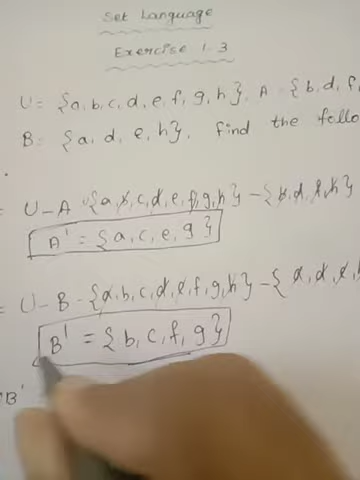 Set Language
Exercise 1.3
U = {a, b, c, d, e, f, g, h}, A = {b, d, f,
B = {a, d, e, h}, Find the follo
= U - A = {a, b, c, d, e, f, g, h} - {b, d, f, h}
A' = {a, c, e, g}
= U - B - {a, b, c, d, e, f, g, h} - {a, d, e, h
B' = {b, c, f, g}
B'